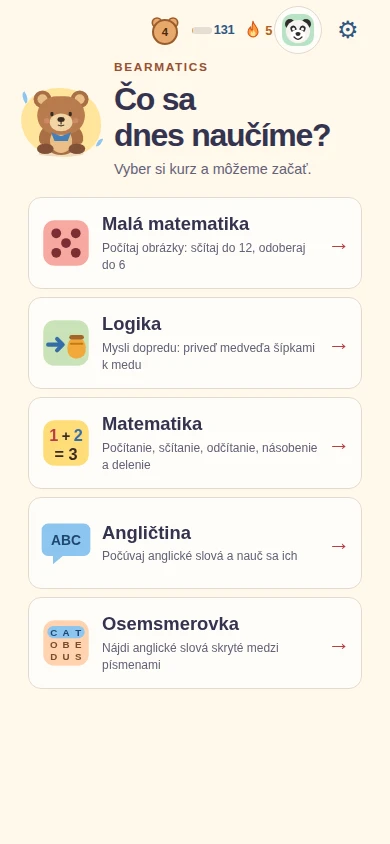 4
131
5
BEARMATICS
Čo sa
dnes naučíme?
Vyber si kurz a môžeme začať.
Malá matematika
Počítaj obrázky: sčítaj do 12, odoberaj
do 6
→
Logika
Mysli dopredu: priveď medveďa šípkami
k medu
→
1 + 2
= 3
Matematika
Počítanie, sčítanie, odčítanie, násobenie
a delenie
→
ABC
Angličtina
Počúvaj anglické slová a nauč sa ich
→
C A T
O B E
D U S
Osemsmerovka
Nájdi anglické slová skryté medzi
písmenami
→